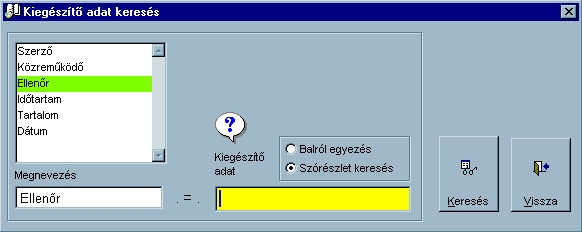 Kiegészítő adat keresés
Szerző
Közreműködő
Ellenőr
Időtartam
Tartalom
Dátum
Megnevezés
Ellenőr
. = .
?
Kiegészítő
adat
Balról egyezés
Szórészlet keresés
Keresés
Vissza